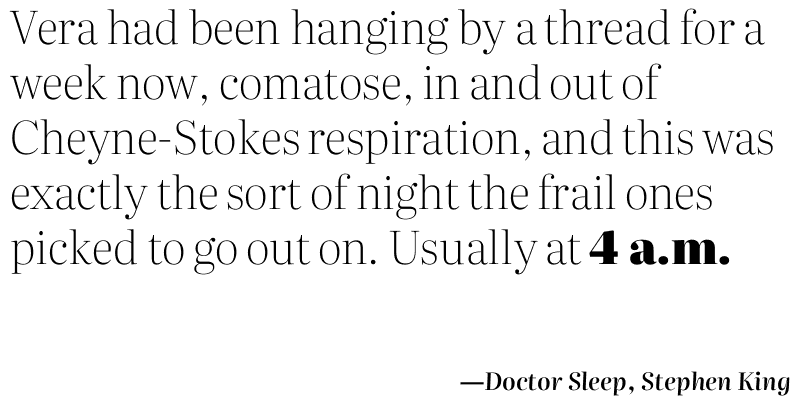 Vera had been hanging by a thread for a
week now, comatose, in and out of
Cheyne-Stokes respiration, and this was
exactly the sort of night the frail ones
picked to go out on. Usually at 4 a.m.
—Doctor Sleep, Stephen King